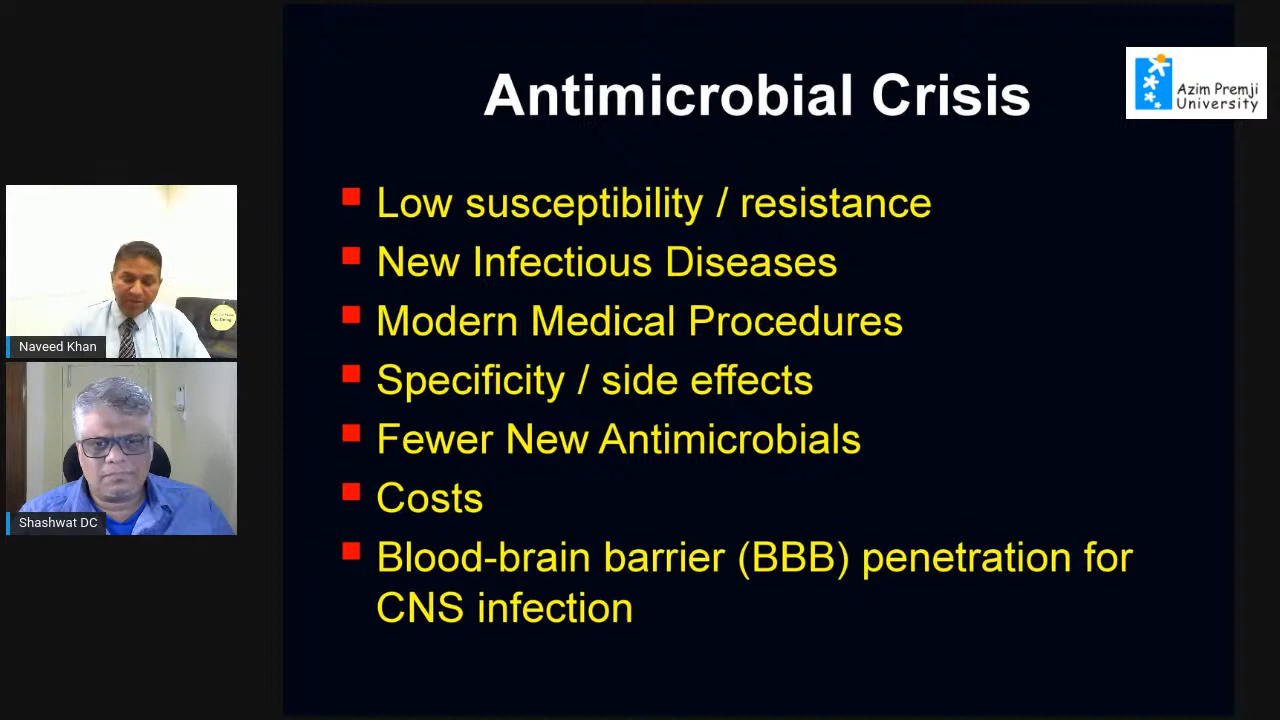 Antimicrobial Crisis
Azim Premji
University
Low susceptibility / resistance
New Infectious Diseases
Modern Medical Procedures
Specificity / side effects
Fewer New Antimicrobials
Costs
Blood-brain barrier (BBB) penetration for
CNS infection
Naveed Khan
Shashwat DC